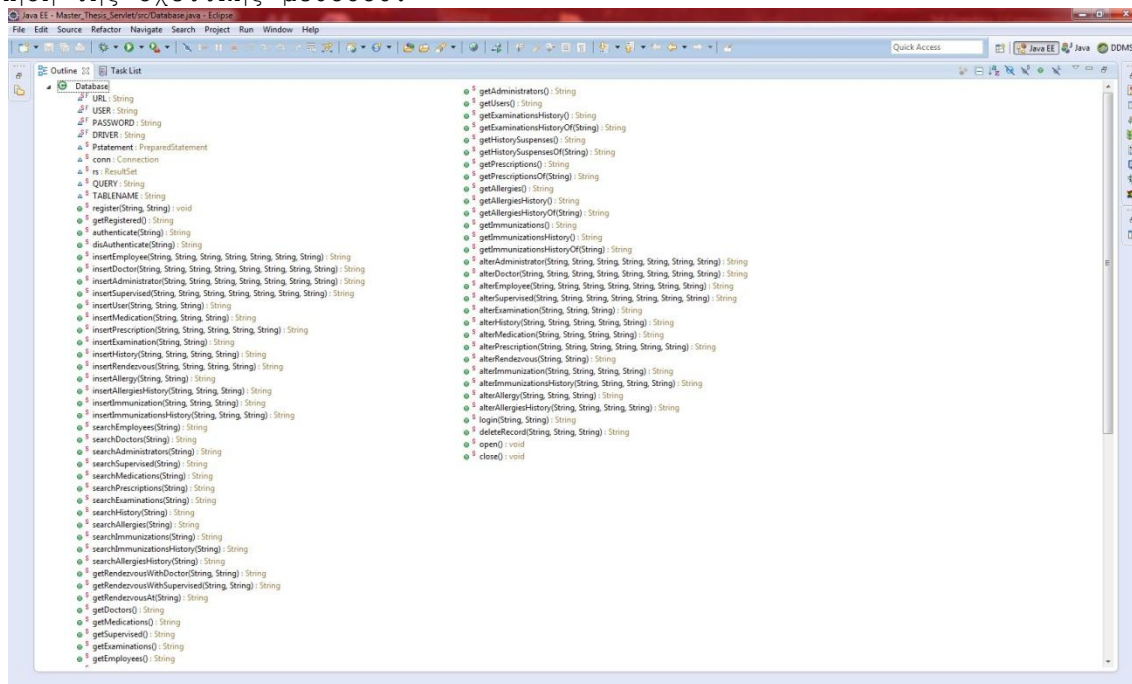 Java EE - Master_Thesis_Servlet/src/Database.java - Eclipse
File Edit Source Refactor Navigate Search Project Run Window Help
Quick Access
Java EE
Java
DDMS
Outline
Task List
Database
URL : String
USER : String
PASSWORD : String
DRIVER : String
Pstatement : PreparedStatement
conn : Connection
rs : ResultSet
QUERY : String
TABLENAME : String
register(String, String) : void
getRegistered() : String
authenticate(String) : String
disAuthenticate(String) : String
insertEmployee(String, String, String, String, String, String, String) : String
insertDoctor(String, String, String, String, String, String, String, String) : String
insertAdministrator(String, String, String, String, String, String, String) : String
insertSupervised(String, String, String, String, String, String, String) : String
insertUser(String, String, String) : String
insertMedication(String, String, String) : String
insertPrescription(String, String, String, String, String) : String
insertExamination(String, String) : String
insertHistory(String, String, String, String) : String
insertRendezvous(String, String, String, String) : String
insertAllergy(String, String) : String
insertAllergiesHistory(String, String, String) : String
insertImmunization(String, String, String) : String
insertImmunizationsHistory(String, String, String) : String
searchEmployees(String) : String
searchDoctors(String) : String
searchAdministrators(String) : String
searchSupervised(String) : String
searchMedications(String) : String
searchPrescriptions(String) : String
searchExaminations(String) : String
searchHistory(String) : String
searchAllergies(String) : String
searchImmunizations(String) : String
searchImmunizationsHistory(String) : String
searchAllergiesHistory(String) : String
getRendezvousWithDoctor(String, String) : String
getRendezvousWithSupervised(String, String) : String
getRendezvousAt(String) : String
getDoctors() : String
getMedications() : String
getSupervised() : String
getExaminations() : String
getEmployees() : String
getAdministrators() : String
getUsers() : String
getExaminationsHistory() : String
getExaminationsHistoryOf(String) : String
getHistorySuspenses() : String
getHistorySuspensesOf(String) : String
getPrescriptions() : String
getPrescriptionsOf(String) : String
getAllergies() : String
getAllergiesHistory() : String
getAllergiesHistoryOf(String) : String
getImmunizations() : String
getImmunizationsHistory() : String
getImmunizationsHistoryOf(String) : String
alterAdministrator(String, String, String, String, String, String, String) : String
alterDoctor(String, String, String, String, String, String, String, String) : String
alterEmployee(String, String, String, String, String, String, String) : String
alterSupervised(String, String, String, String, String, String, String) : String
alterExamination(String, String, String) : String
alterHistory(String, String, String, String, String) : String
alterMedication(String, String, String, String) : String
alterPrescription(String, String, String, String, String, String) : String
alterRendezvous(String, String) : String
alterImmunization(String, String, String, String) : String
alterImmunizationsHistory(String, String, String, String) : String
alterAllergy(String, String, String) : String
alterAllergiesHistory(String, String, String, String) : String
login(String, String) : String
deleteRecord(String, String, String) : String
open() : void
close() : void